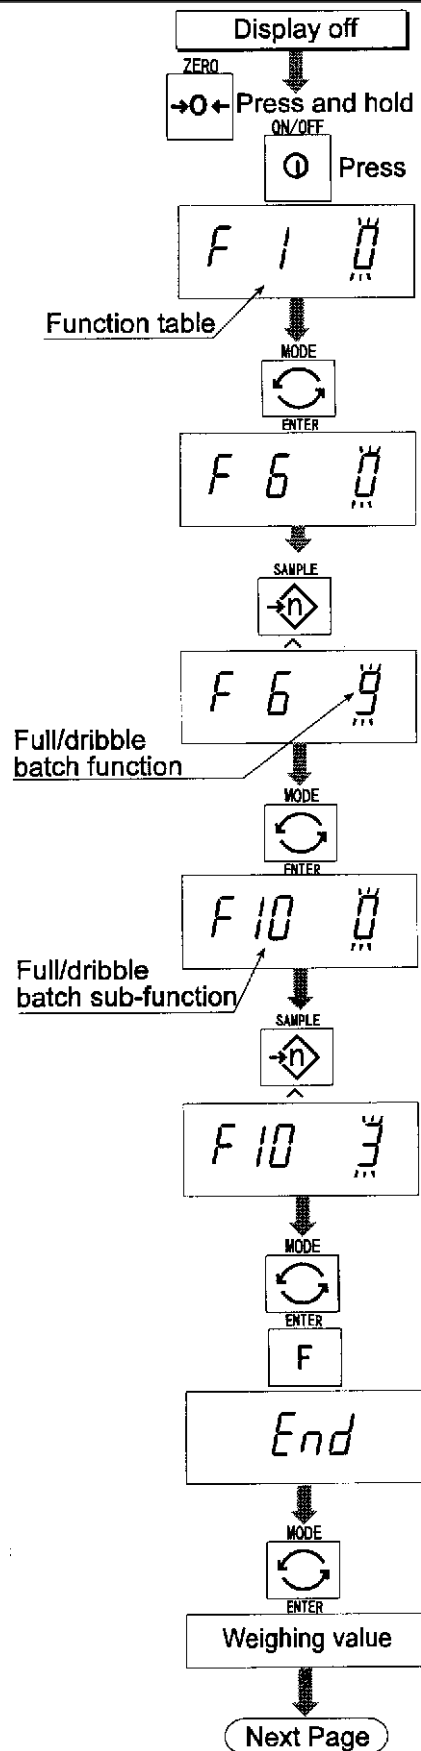 Display off
ZERO
→0← Press and hold
ON/OFF
Press
F 1 0
Function table
MODE
ENTER
F 6 0
SAMPLE
→n
F 6 9
Full/dribble
batch function
MODE
ENTER
F 10 0
Full/dribble
batch sub-function
SAMPLE
→n
F 10 3
MODE
ENTER
F
End
MODE
ENTER
Weighing value
Next Page